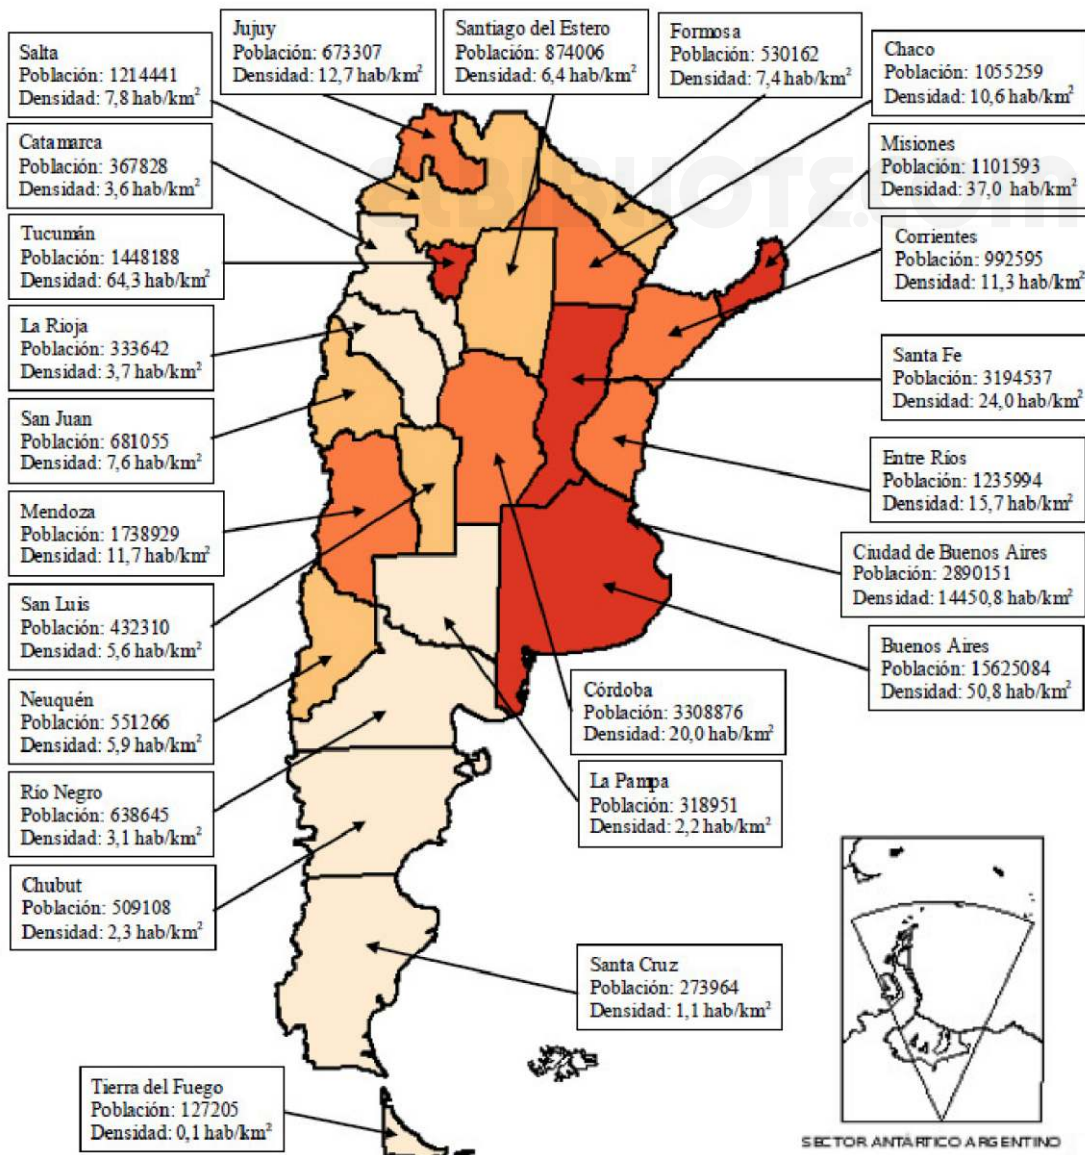 Jujuy
Población: 673307
Densidad: 12,7 hab/km²
Santiago del Estero
Población: 874006
Densidad: 6,4 hab/km²
Formosa
Población: 530162
Densidad: 7,4 hab/km²
Salta
Población: 1214441
Densidad: 7,8 hab/km²
Chaco
Población: 1055259
Densidad: 10,6 hab/km²
Catamarca
Población: 367828
Densidad: 3,6 hab/km²
Misiones
Población: 1101593
Densidad: 37,0 hab/km²
ELBIBLIOTE.com
Tucumán
Población: 1448188
Densidad: 64,3 hab/km²
Corrientes
Población: 992595
Densidad: 11,3 hab/km²
La Rioja
Población: 333642
Densidad: 3,7 hab/km²
Santa Fe
Población: 3194537
Densidad: 24,0 hab/km²
San Juan
Población: 681055
Densidad: 7,6 hab/km²
Entre Ríos
Población: 1235994
Densidad: 15,7 hab/km²
Mendoza
Población: 1738929
Densidad: 11,7 hab/km²
Ciudad de Buenos Aires
Población: 2890151
Densidad: 14450,8 hab/km²
San Luis
Población: 432310
Densidad: 5,6 hab/km²
Buenos Aires
Población: 15625084
Densidad: 50,8 hab/km²
Neuquén
Población: 551266
Densidad: 5,9 hab/km²
Córdoba
Población: 3308876
Densidad: 20,0 hab/km²
Río Negro
Población: 638645
Densidad: 3,1 hab/km²
La Pampa
Población: 318951
Densidad: 2,2 hab/km²
Chubut
Población: 509108
Densidad: 2,3 hab/km²
Santa Cruz
Población: 273964
Densidad: 1,1 hab/km²
Tierra del Fuego
Población: 127205
Densidad: 0,1 hab/km²
SECTOR ANTÁRTICO ARGENTINO